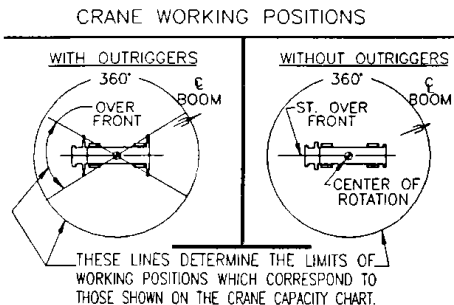 CRANE WORKING POSITIONS
WITH OUTRIGGERS
360°
℄
BOOM
OVER
FRONT
WITHOUT OUTRIGGERS
360°
℄
BOOM
ST. OVER
FRONT
CENTER OF
ROTATION
THESE LINES DETERMINE THE LIMITS OF
WORKING POSITIONS WHICH CORRESPOND TO
THOSE SHOWN ON THE CRANE CAPACITY CHART.